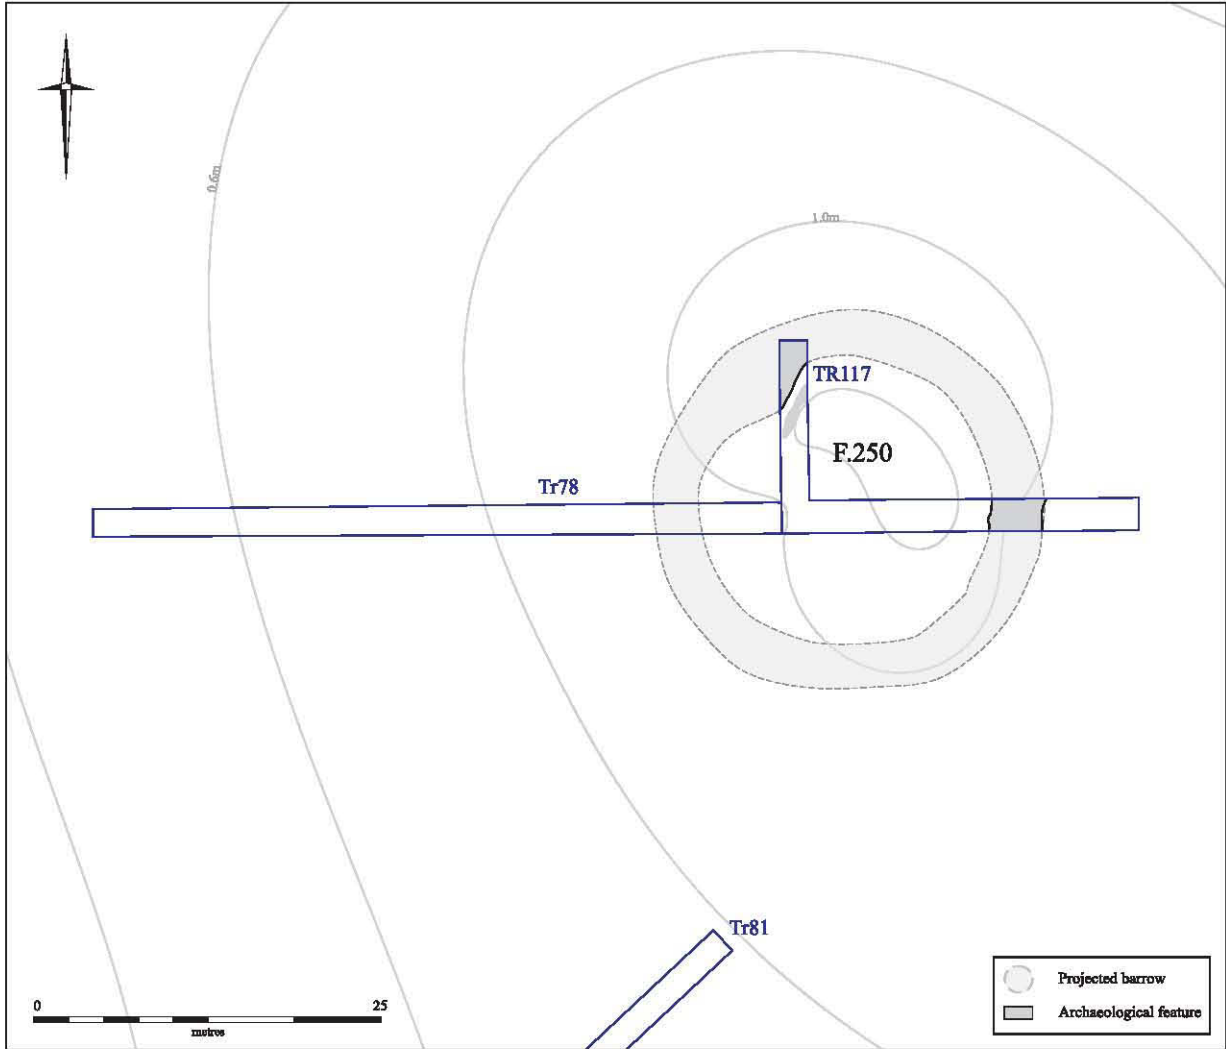 0.6m
1.0m
TR117
F.250
Tr78
Tr81
Projected barrow
Archaeological feature
0 25
metres